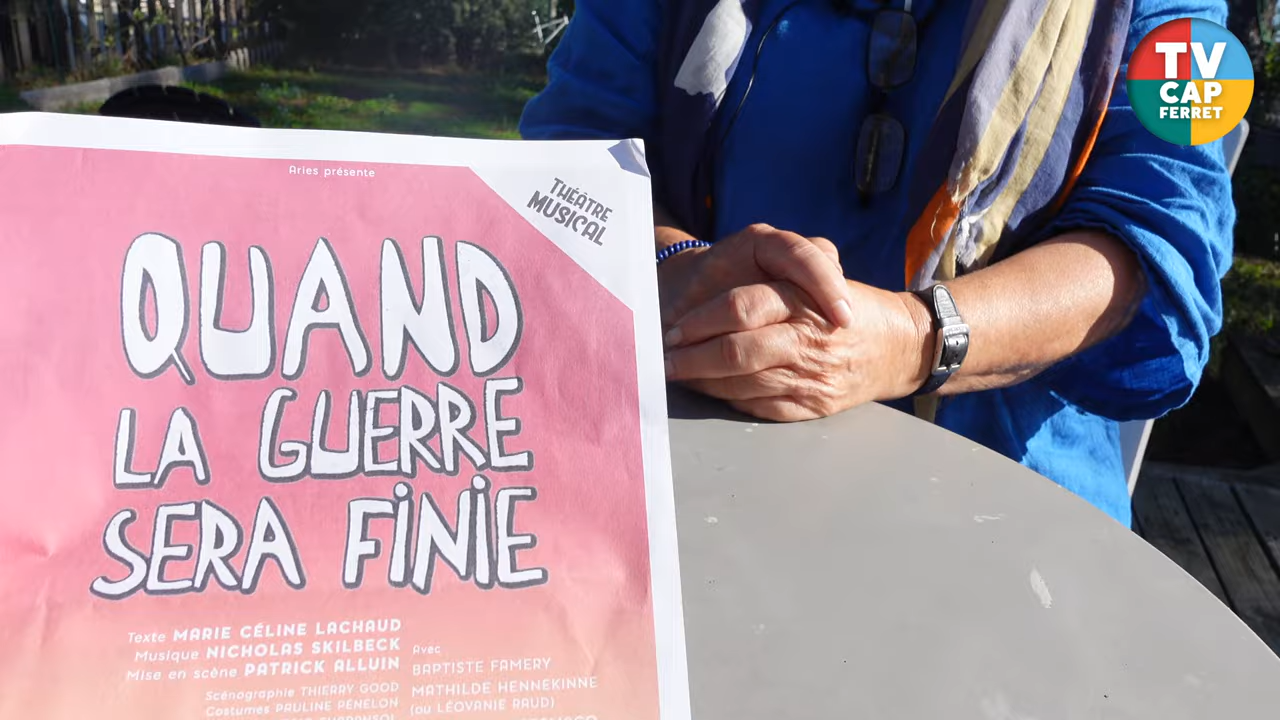 TV
CAP
FERRET
Aries présente
THÉÂTRE
MUSICAL
QUAND
LA GUERRE
SERA FINIE
Texte MARIE CÉLINE LACHAUD
Musique NICHOLAS SKILBECK
Mise en scène PATRICK ALLUIN
Scénographie THIERRY GOOD
Costumes PAULINE PÉNELON
Avec
BAPTISTE FAMERY
MATHILDE HENNEKINNE
(ou LÉOVANIE RAUD)